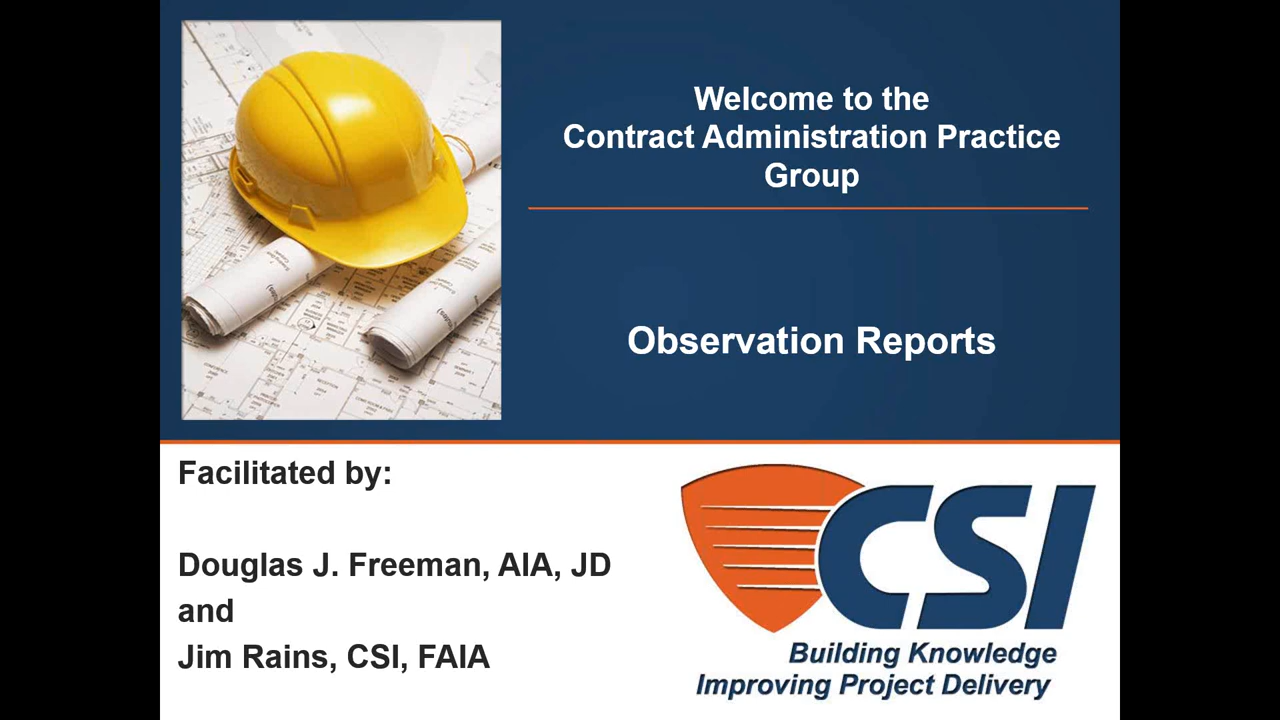 Welcome to the
Contract Administration Practice
Group
Observation Reports
Facilitated by:
Douglas J. Freeman, AIA, JD
and
Jim Rains, CSI, FAIA
CSI
Building Knowledge
Improving Project Delivery